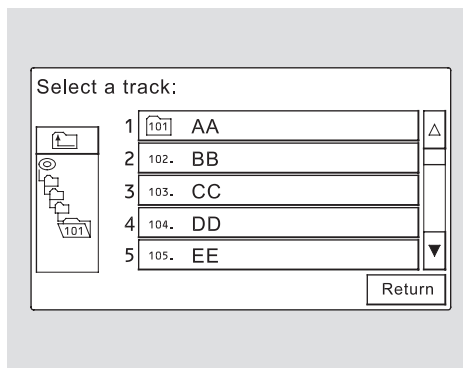 Select a track:
1 101 AA
2 102. BB
3 103. CC
101
4 104. DD
5 105. EE
Return